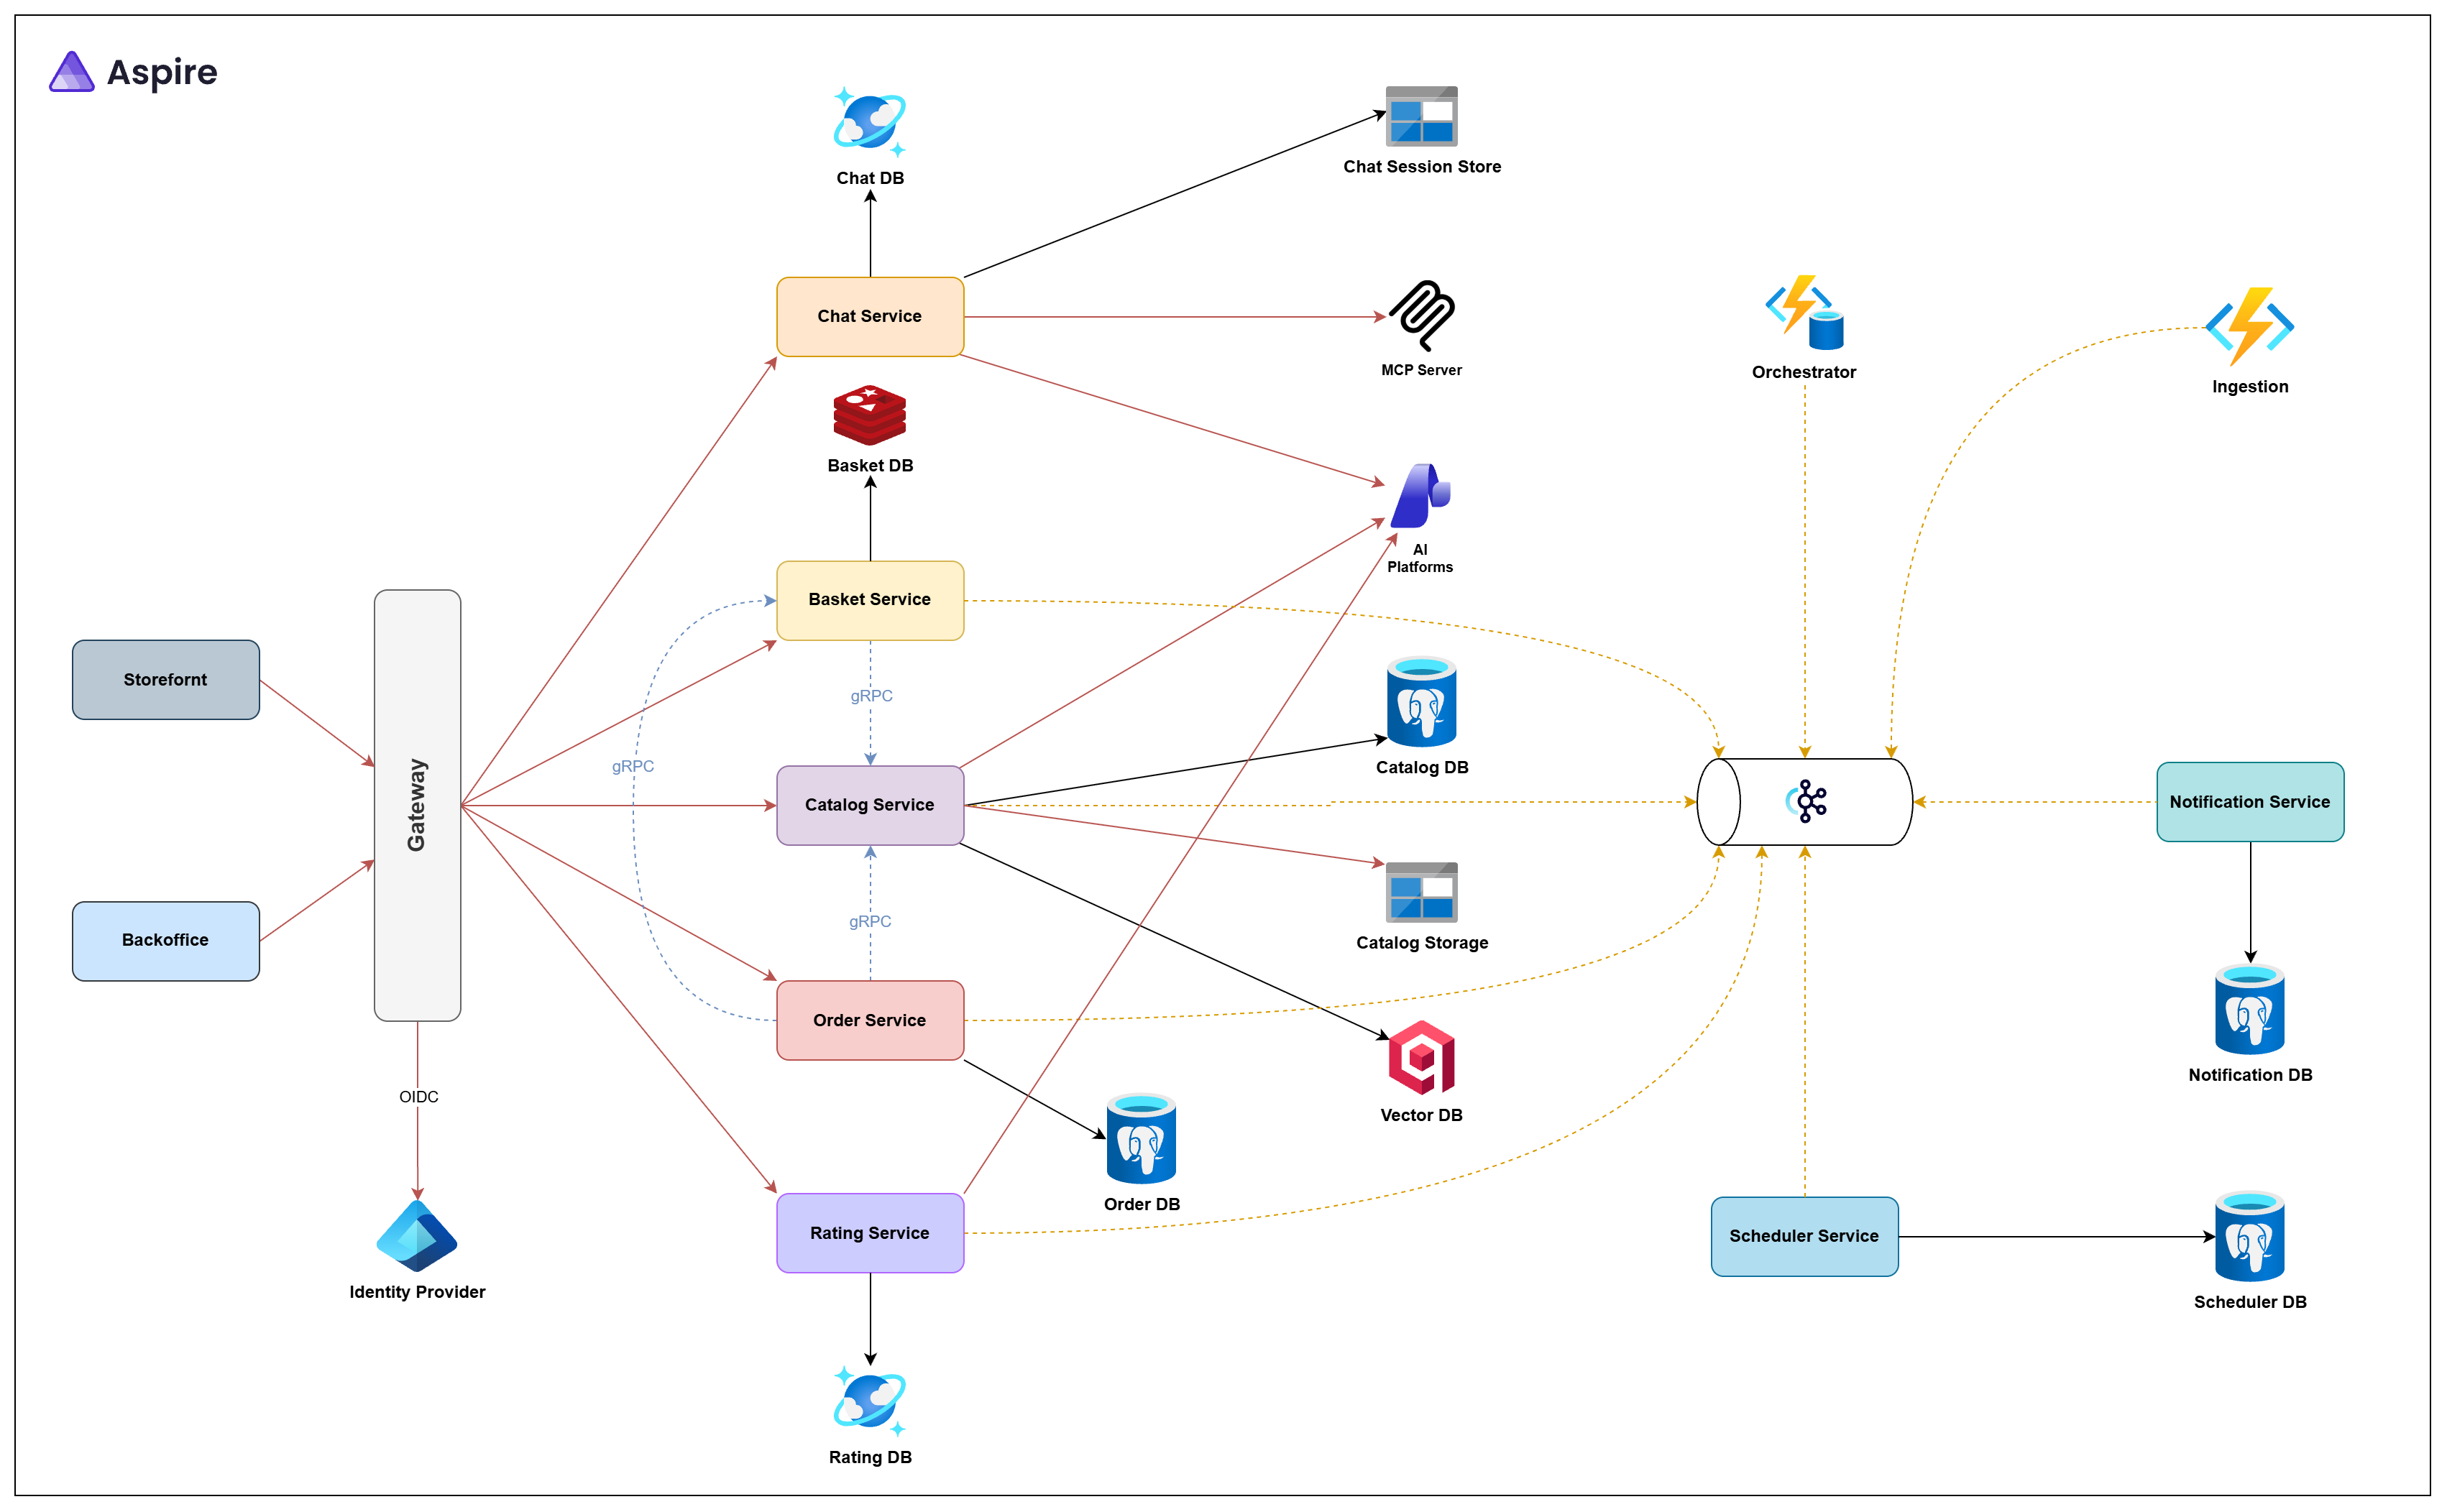 Aspire
Chat DB
Chat Session Store
Chat Service
MCP Server
Orchestrator
Ingestion
Basket DB
AI
Platforms
Basket Service
Storefornt
gRPC
gRPC
Catalog DB
Gateway
Catalog Service
Notification Service
gRPC
Backoffice
Catalog Storage
Order Service
Notification DB
OIDC
Vector DB
Order DB
Rating Service
Scheduler Service
Identity Provider
Scheduler DB
Rating DB